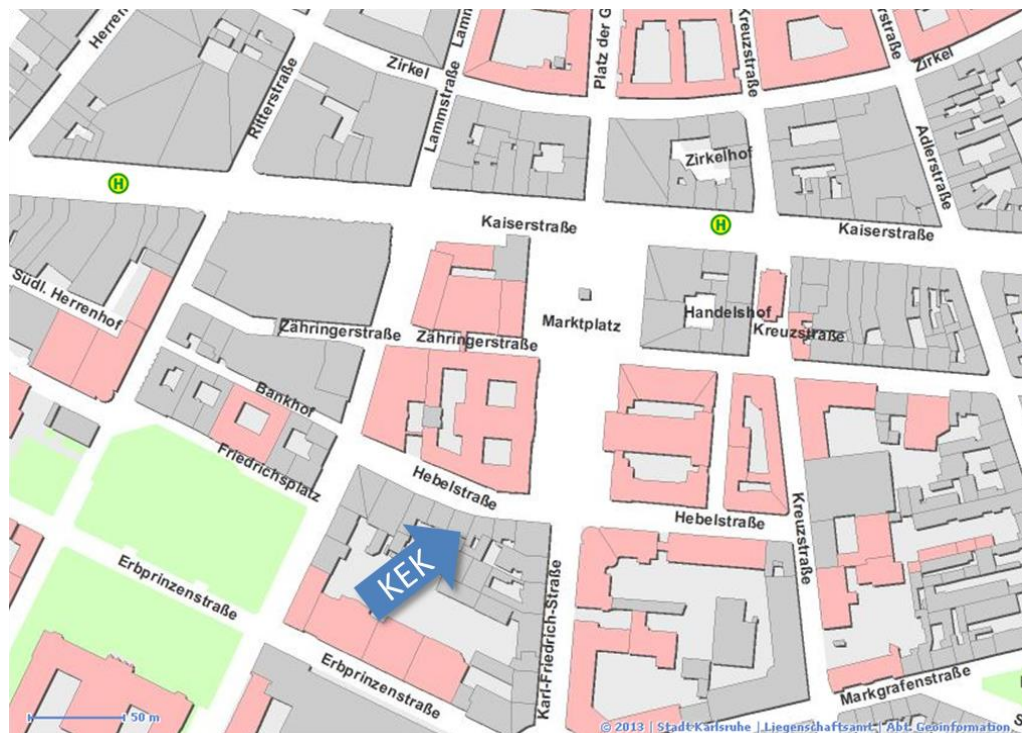 Herren
Ritterstraße
Zirkel
Lammstraße
Lamm
Platz der G
Kreuzstraße
Zirkel
Adlerstraße
Zirkelhof
H
H
Kaiserstraße
Kaiserstraße
Südl. Herrenhof
Zähringerstraße
Zähringerstraße
Marktplatz
Handelshof
Kreuzstraße
Bankhof
Friedrichsplatz
Hebelstraße
Hebelstraße
Kreuzstraße
KEK
Erbprinzenstraße
Karl-Friedrich-Straße
Erbprinzenstraße
Markgrafenstraße
50 m
© 2013 | Stadt Karlsruhe | Liegenschaftsamt | Abt. Geoinformation